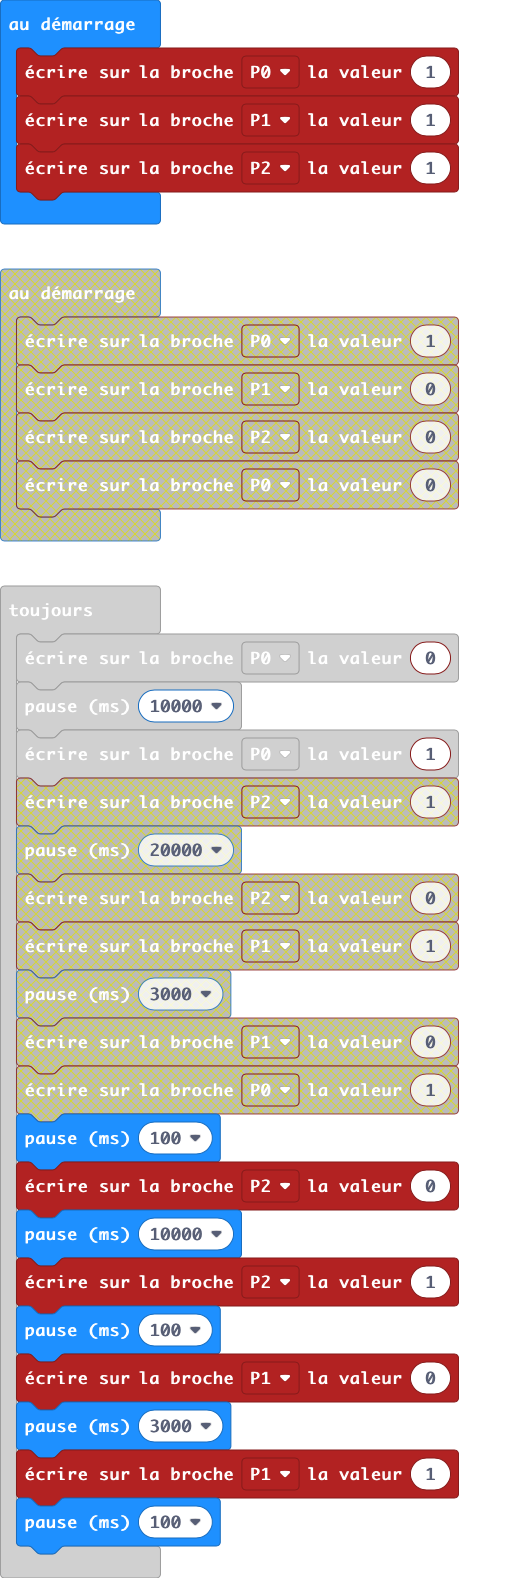 au démarrage
écrire sur la broche P0 la valeur 1
écrire sur la broche P1 la valeur 1
écrire sur la broche P2 la valeur 1
au démarrage
écrire sur la broche P0 la valeur 1
écrire sur la broche P1 la valeur 0
écrire sur la broche P2 la valeur 0
écrire sur la broche P0 la valeur 0
toujours
écrire sur la broche P0 la valeur 0
pause (ms) 10000
écrire sur la broche P0 la valeur 1
écrire sur la broche P2 la valeur 1
pause (ms) 20000
écrire sur la broche P2 la valeur 0
écrire sur la broche P1 la valeur 1
pause (ms) 3000
écrire sur la broche P1 la valeur 0
écrire sur la broche P0 la valeur 1
pause (ms) 100
écrire sur la broche P2 la valeur 0
pause (ms) 10000
écrire sur la broche P2 la valeur 1
pause (ms) 100
écrire sur la broche P1 la valeur 0
pause (ms) 3000
écrire sur la broche P1 la valeur 1
pause (ms) 100